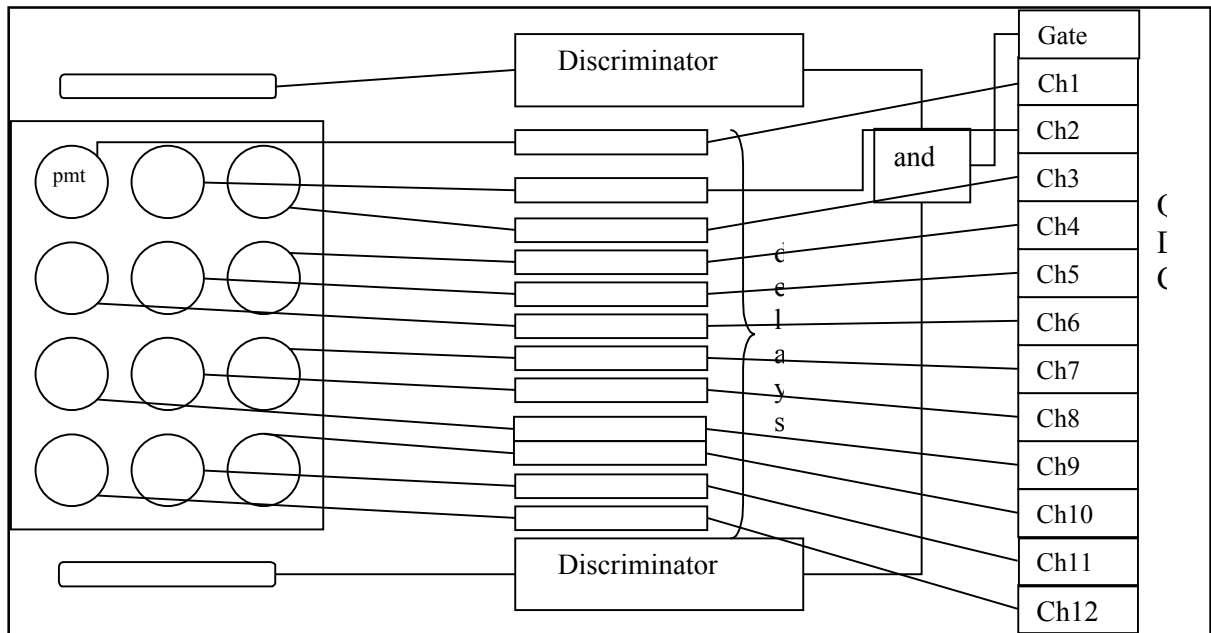 Discriminator
Gate
Ch1
Ch2
and
Ch3
pmt
Ch4
d
e
l
a
y
s
Ch5
Ch6
Ch7
Ch8
Ch9
Ch10
Discriminator
Ch11
Ch12